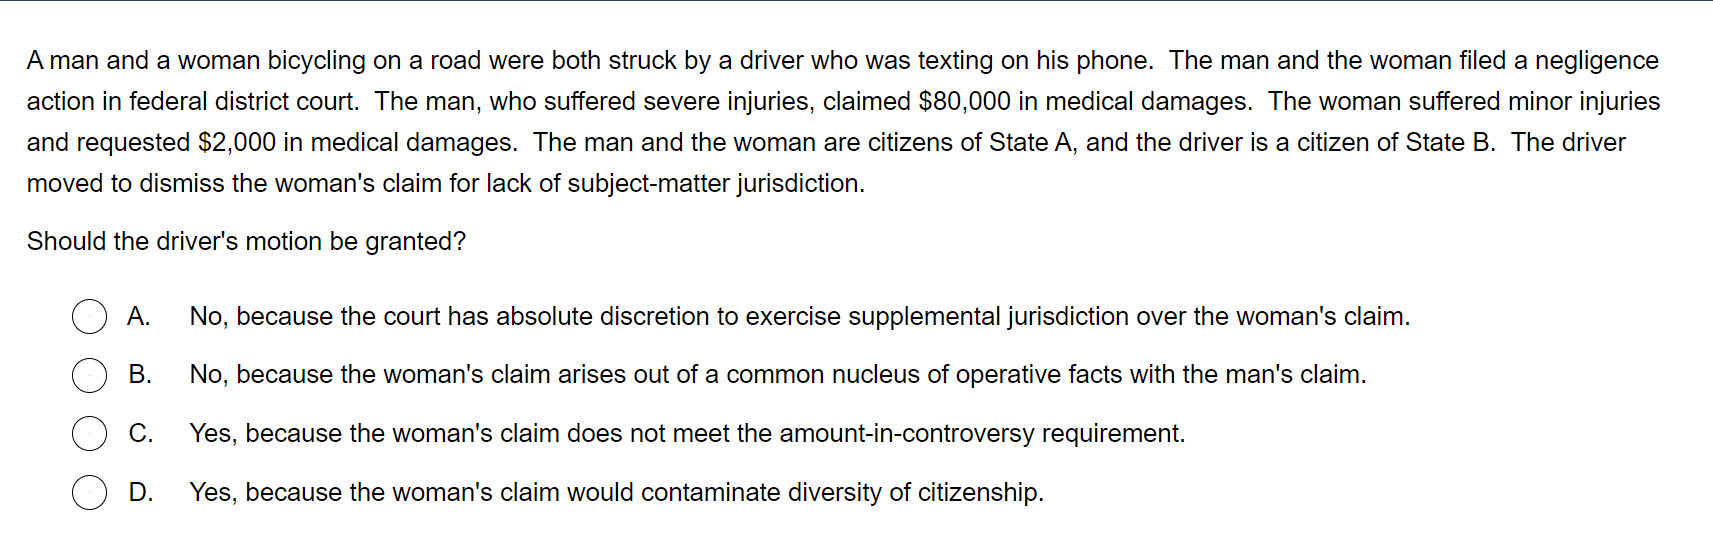 A man and a woman bicycling on a road were both struck by a driver who was texting on his phone.  The man and the woman filed a negligence
action in federal district court.  The man, who suffered severe injuries, claimed $80,000 in medical damages.  The woman suffered minor injuries
and requested $2,000 in medical damages.  The man and the woman are citizens of State A, and the driver is a citizen of State B.  The driver
moved to dismiss the woman's claim for lack of subject-matter jurisdiction.
Should the driver's motion be granted?
A. No, because the court has absolute discretion to exercise supplemental jurisdiction over the woman's claim.
B. No, because the woman's claim arises out of a common nucleus of operative facts with the man's claim.
C. Yes, because the woman's claim does not meet the amount-in-controversy requirement.
D. Yes, because the woman's claim would contaminate diversity of citizenship.